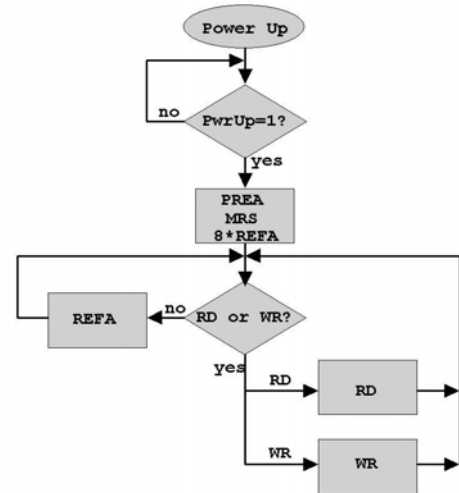 Power Up
no
PwrUp=1?
yes
PREA
MRS
8*REFA
REFA
no
RD or WR?
yes
RD
RD
WR
WR